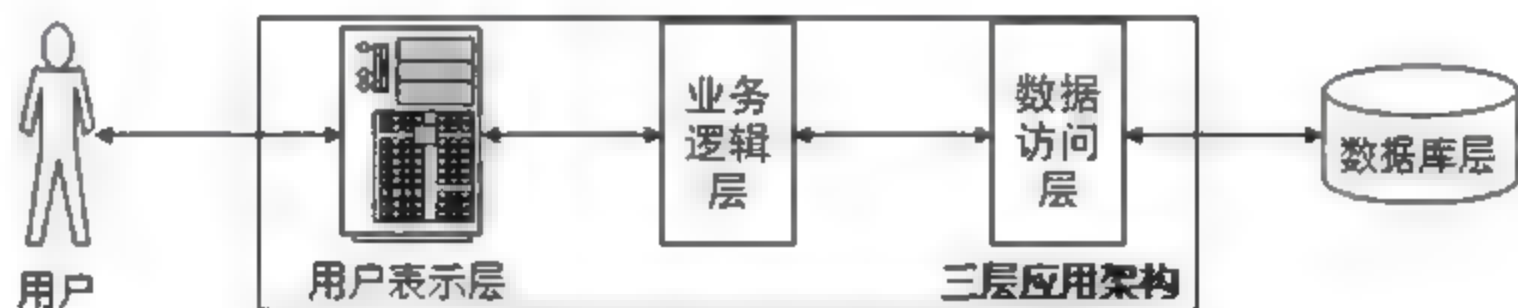 用户
用户表示层
业务
逻辑
层
数据
访问
层
三层应用架构
数据库层